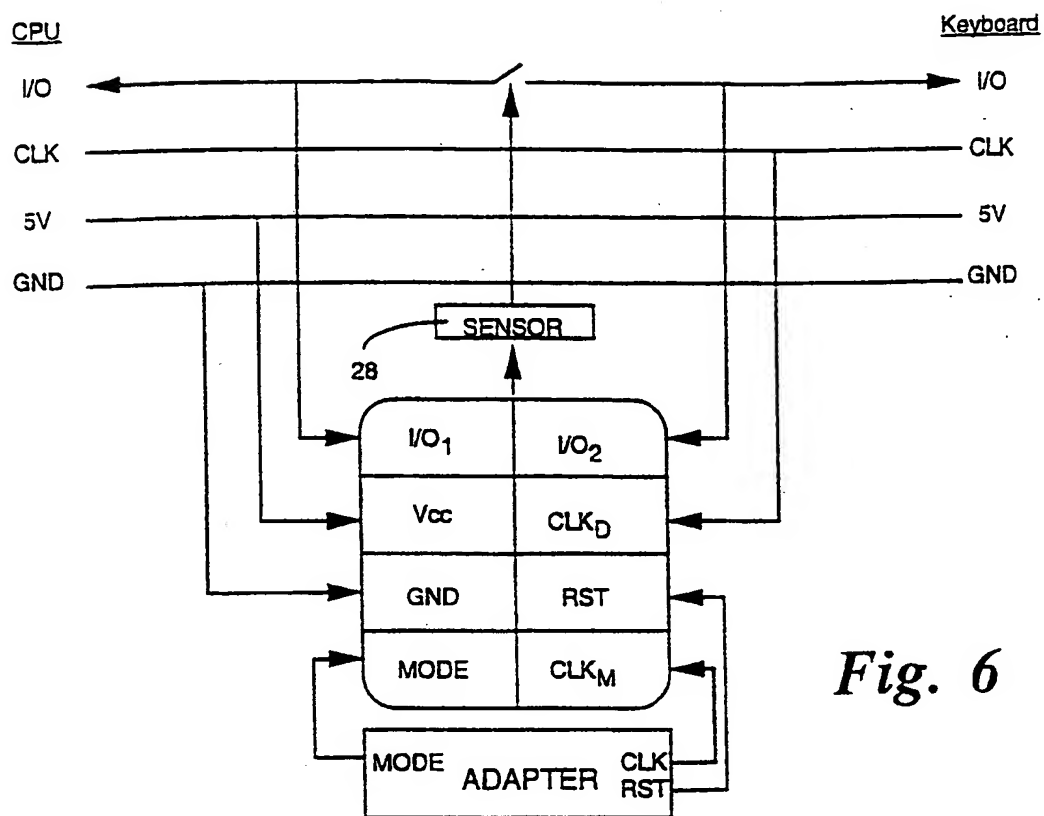 CPU
Keyboard
I/O
I/O
CLK
CLK
5V
5V
GND
GND
SENSOR
28
I/O1
I/O2
Vcc
CLKD
GND
RST
MODE
CLKM
Fig. 6
MODE
ADAPTER
CLK
RST